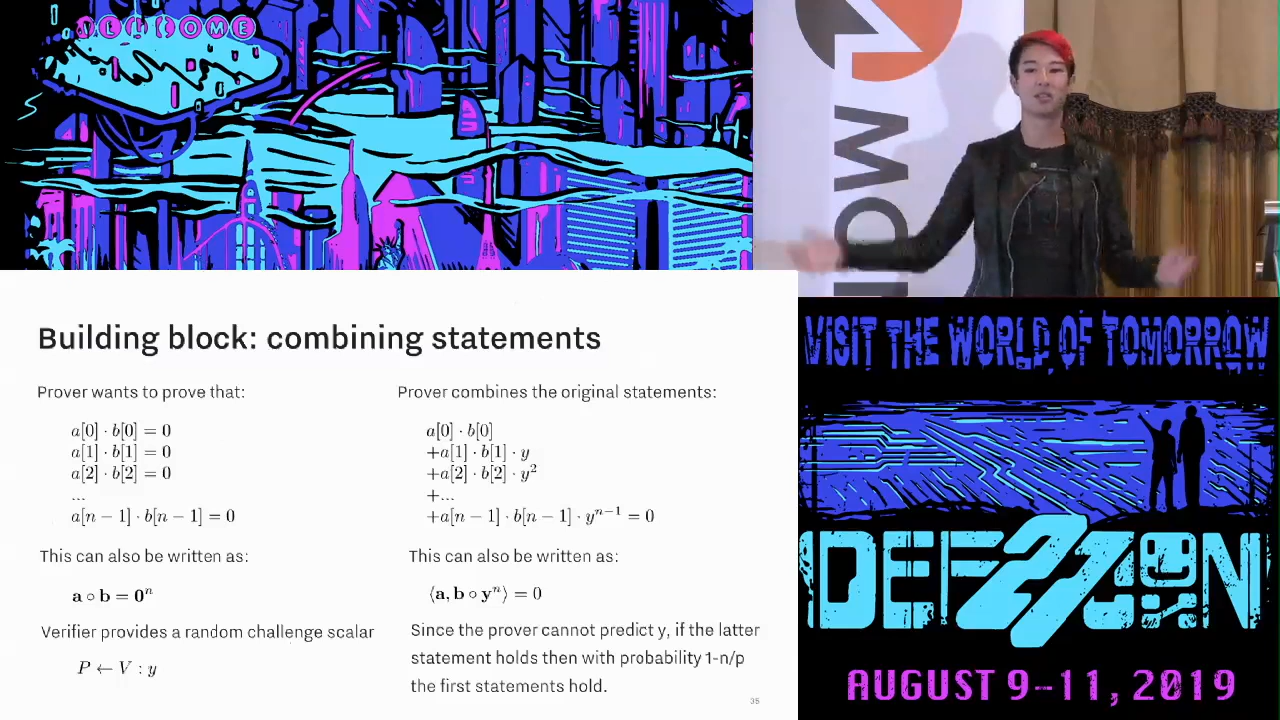 WELCOME
Building block: combining statements
Prover wants to prove that:
a[0] · b[0] = 0
a[1] · b[1] = 0
a[2] · b[2] = 0
...
a[n − 1] · b[n − 1] = 0
This can also be written as:
a ∘ b = 0ⁿ
Verifier provides a random challenge scalar
P ← V : y
Prover combines the original statements:
a[0] · b[0]
+a[1] · b[1] · y
+a[2] · b[2] · y²
+...
+a[n − 1] · b[n − 1] · yⁿ⁻¹ = 0
This can also be written as:
⟨a, b ∘ yⁿ⟩ = 0
Since the prover cannot predict y, if the latter
statement holds then with probability 1-n/p
the first statements hold.
35
VISIT THE WORLD OF TOMORROW
DEF 27 CON
AUGUST 9-11, 2019